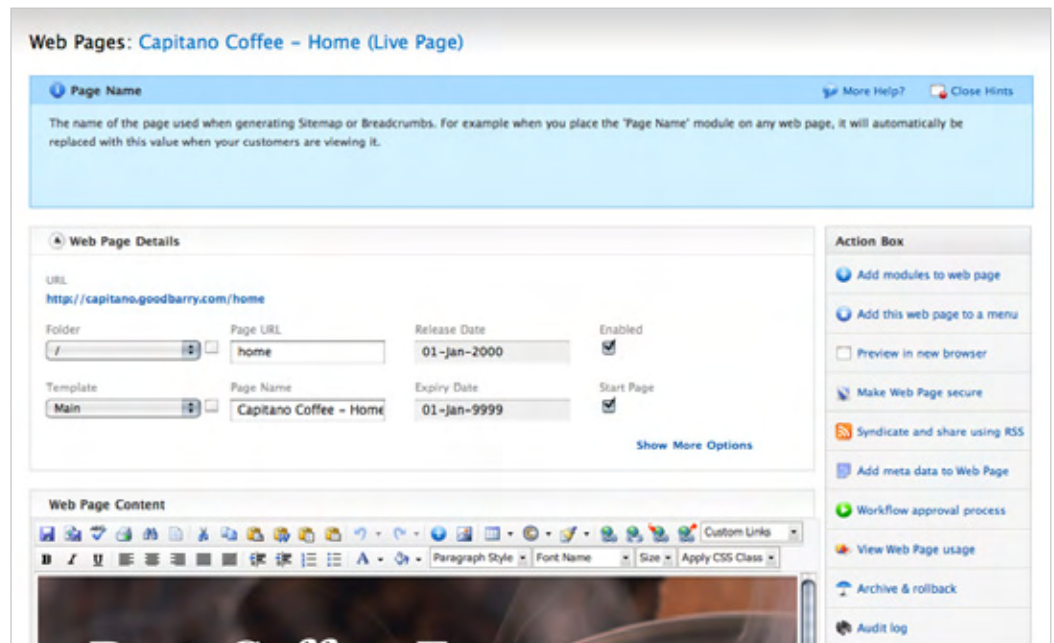 Web Pages: Capitano Coffee – Home (Live Page)
Page Name
More Help?
Close Hints
The name of the page used when generating Sitemap or Breadcrumbs. For example when you place the 'Page Name' module on any web page, it will automatically be
replaced with this value when your customers are viewing it.
Web Page Details
URL
http://capitano.goodbarry.com/home
Folder
Page URL
Release Date
Enabled
/
home
01-Jan-2000
Template
Page Name
Expiry Date
Start Page
Main
Capitano Coffee – Home
01-Jan-9999
Show More Options
Web Page Content
Custom Links
B I U
A
Paragraph Style
Font Name
Size
Apply CSS Class
Action Box
Add modules to web page
Add this web page to a menu
Preview in new browser
Make Web Page secure
Syndicate and share using RSS
Add meta data to Web Page
Workflow approval process
View Web Page usage
Archive & rollback
Audit log